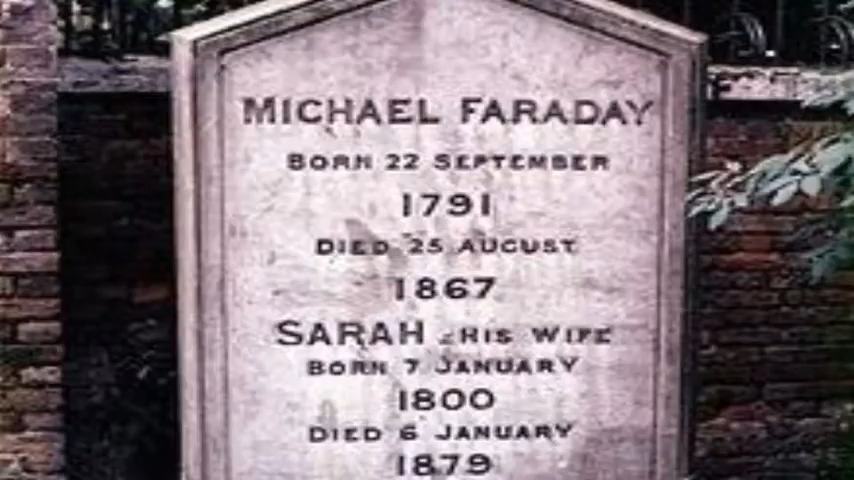 MICHAEL FARADAY
BORN 22 SEPTEMBER
1791
DIED 25 AUGUST
1867
SARAH HIS WIFE
BORN 7 JANUARY
1800
DIED 6 JANUARY
1879